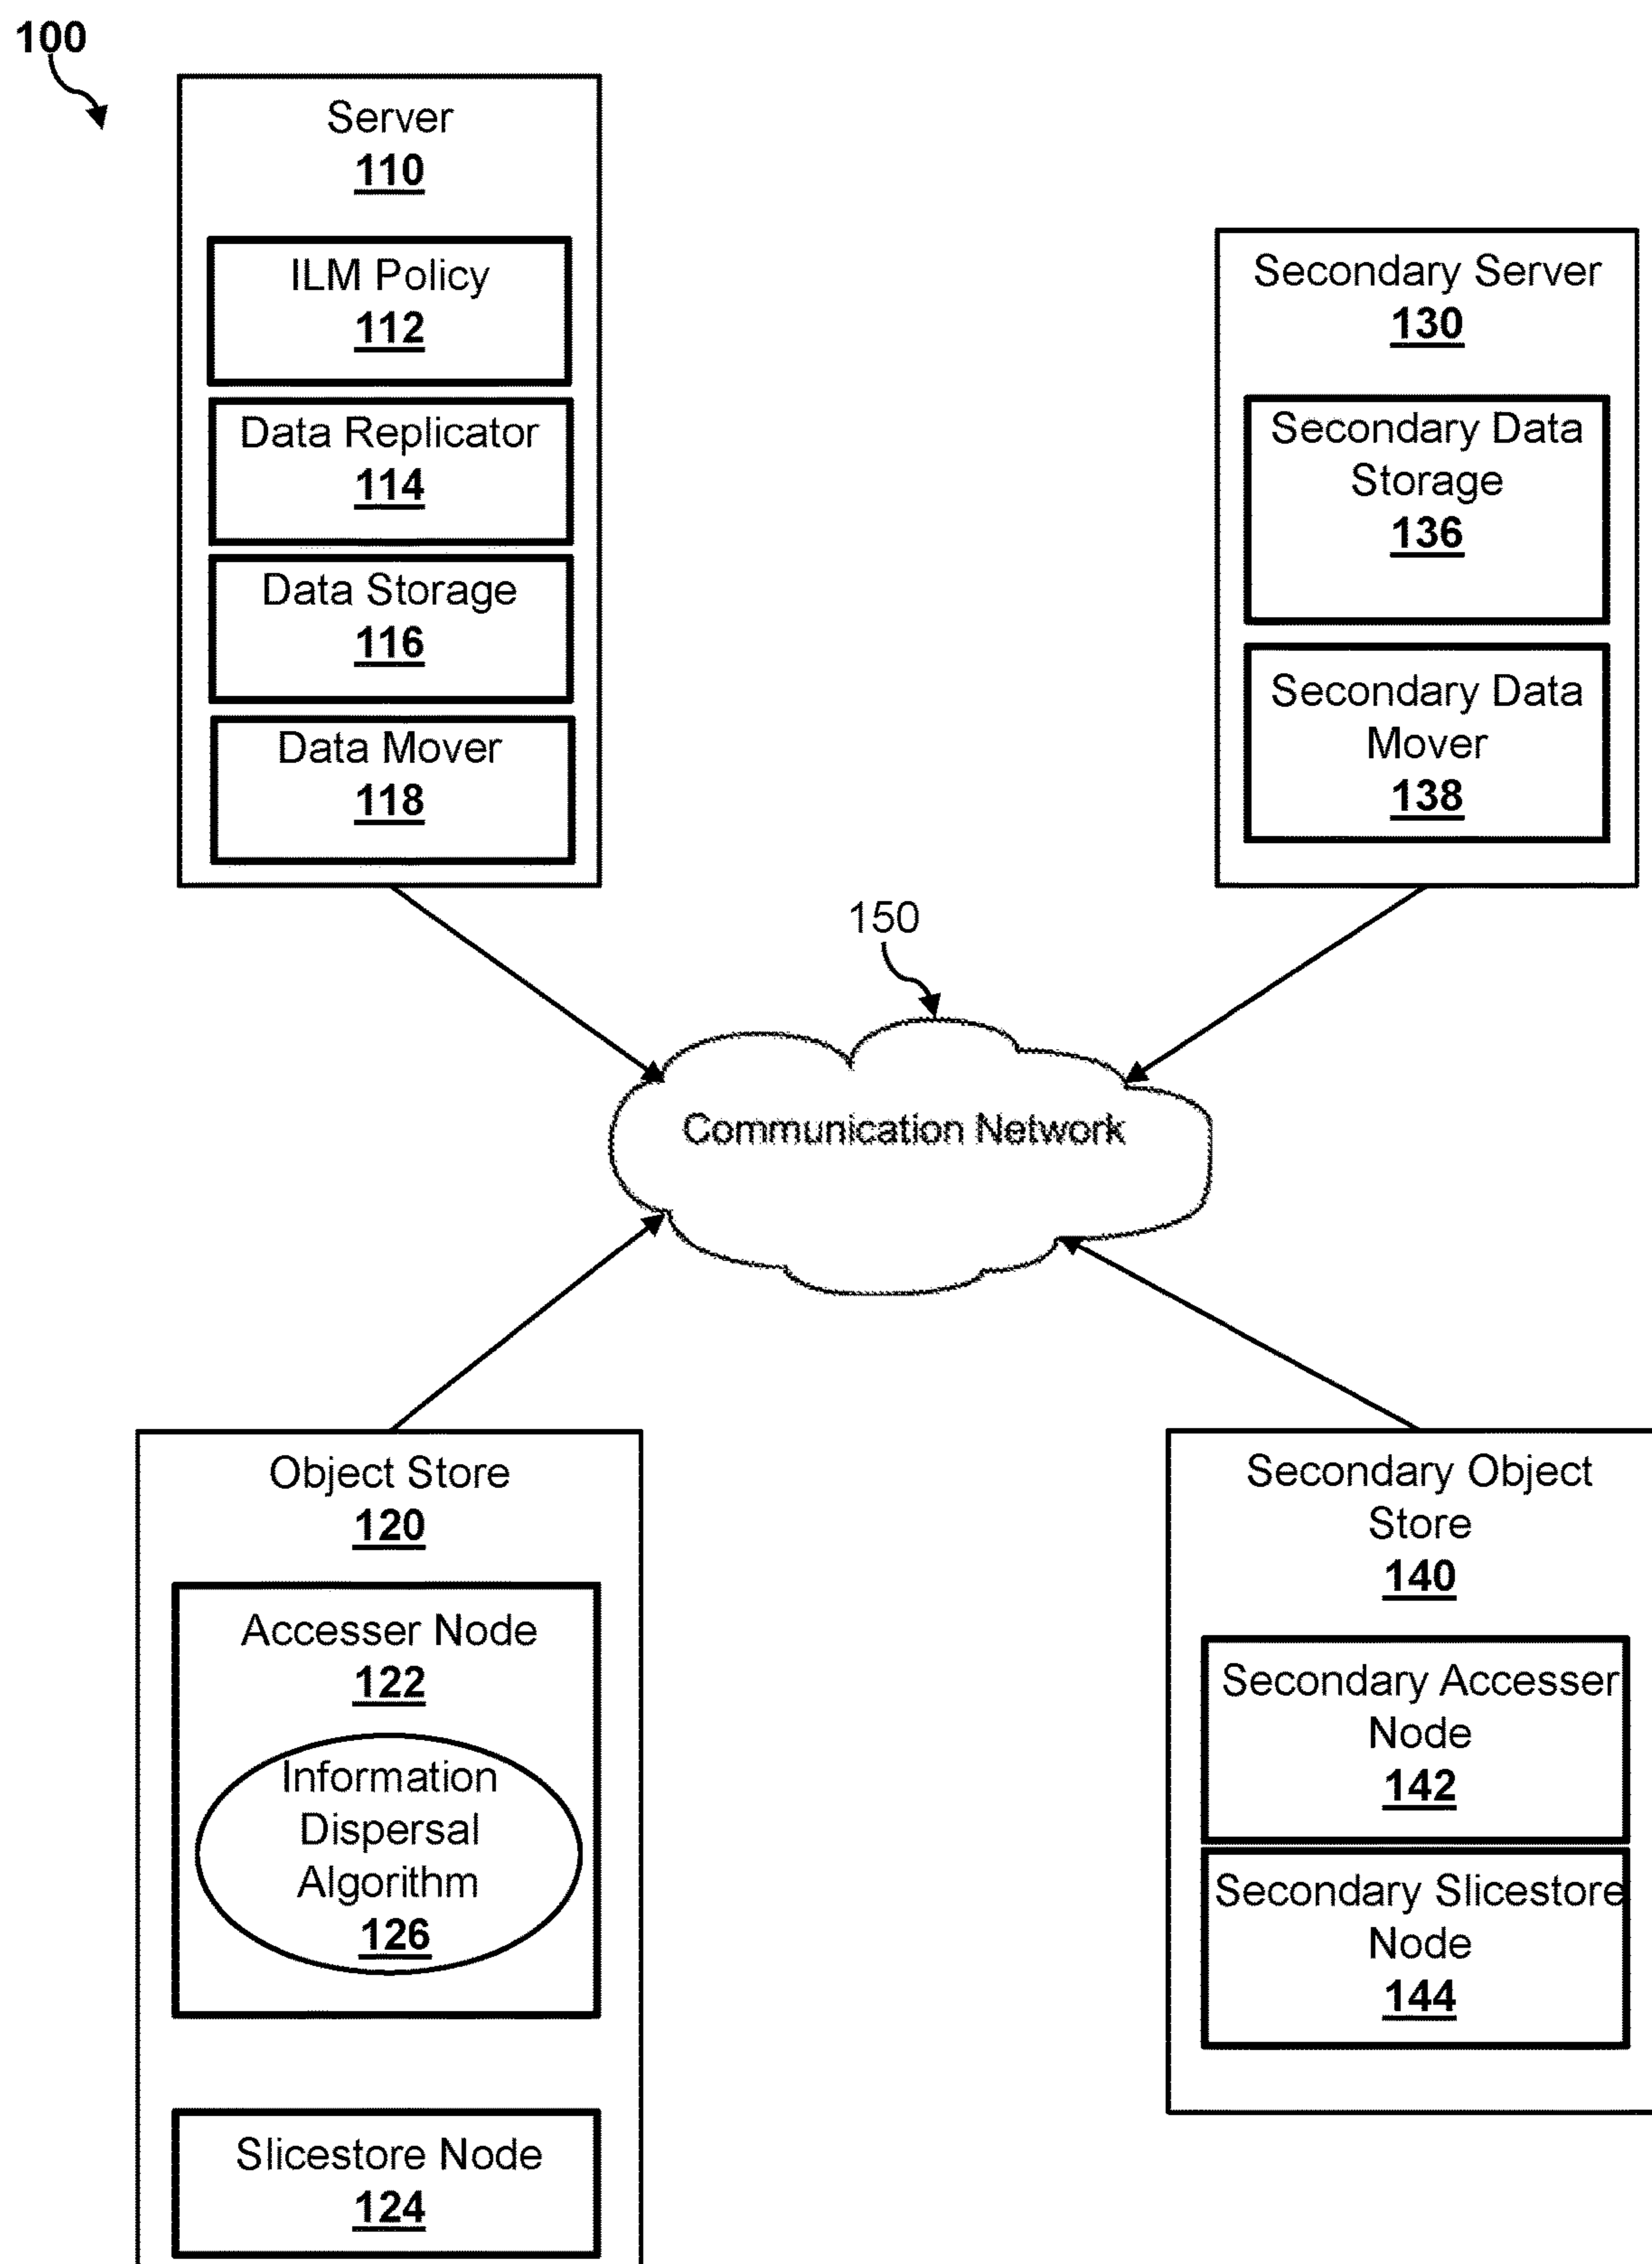 100
Server
110
ILM Policy
112
Data Replicator
114
Data Storage
116
Data Mover
118
Secondary Server
130
Secondary Data
Storage
136
Secondary Data
Mover
138
150
Communication Network
Object Store
120
Accesser Node
122
Information
Dispersal
Algorithm
126
Slicestore Node
124
Secondary Object
Store
140
Secondary Accesser
Node
142
Secondary Slicestore
Node
144